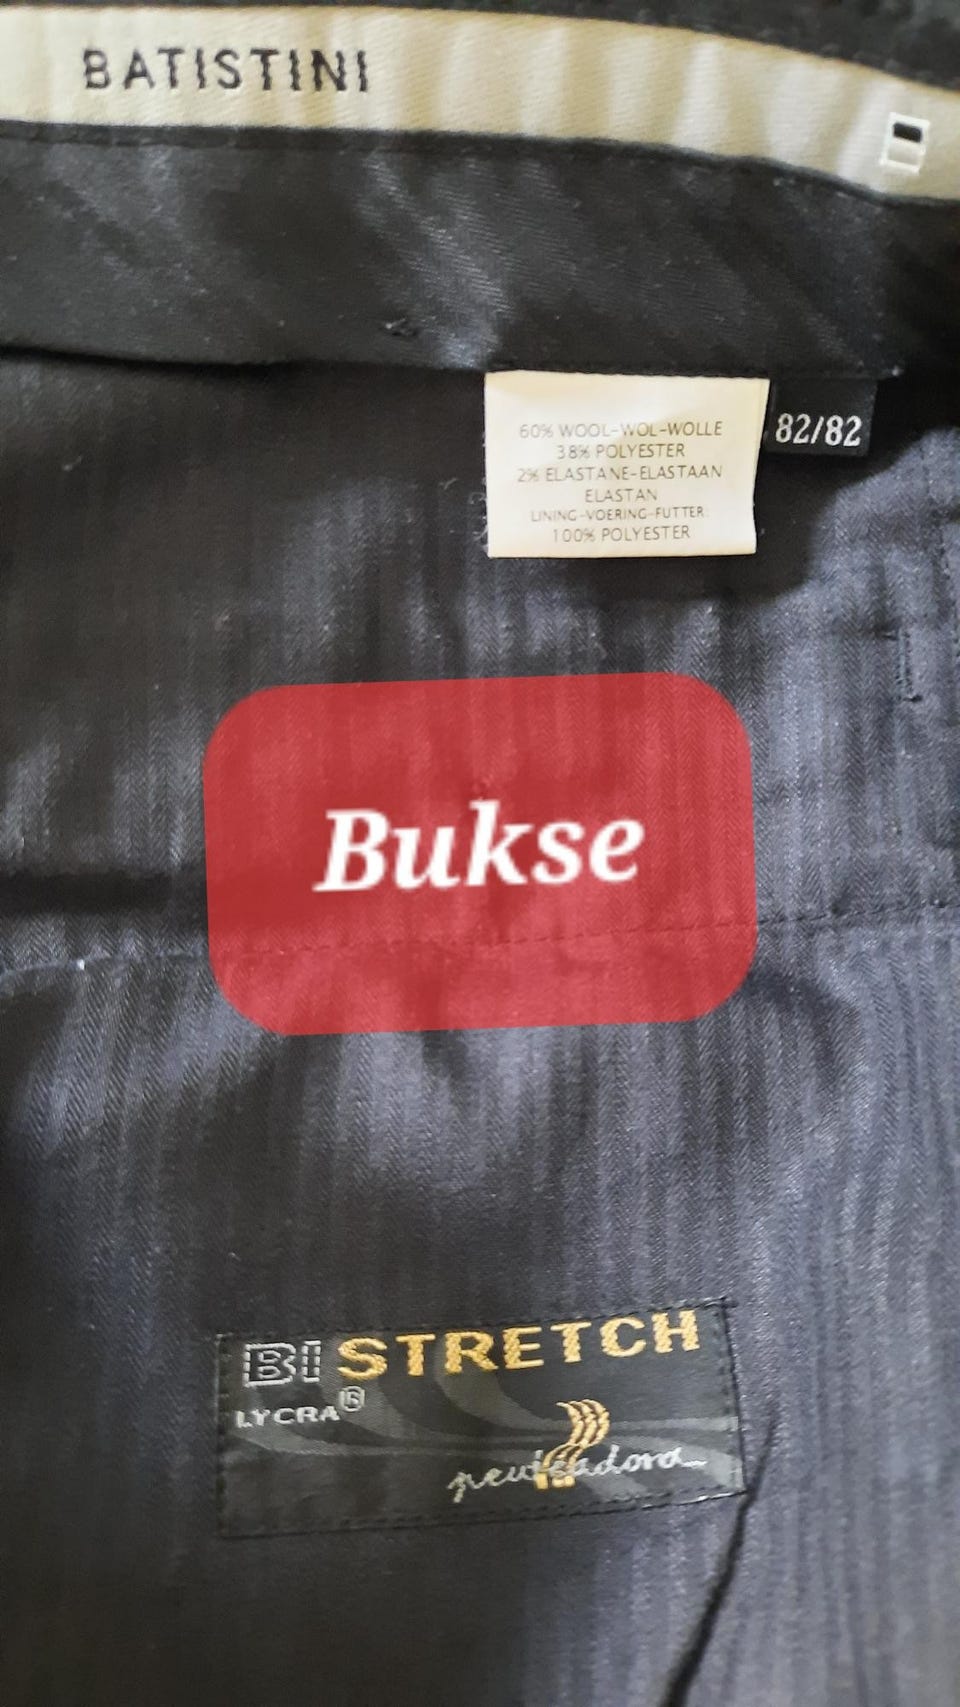 BATISTINI
60% WOOL-WOL-WOLLE
38% POLYESTER
2% ELASTANE-ELASTAAN
ELASTAN
LINING-VOERING-FUTTER:
100% POLYESTER
82/82
Bukse
BI STRETCH
LYCRA®